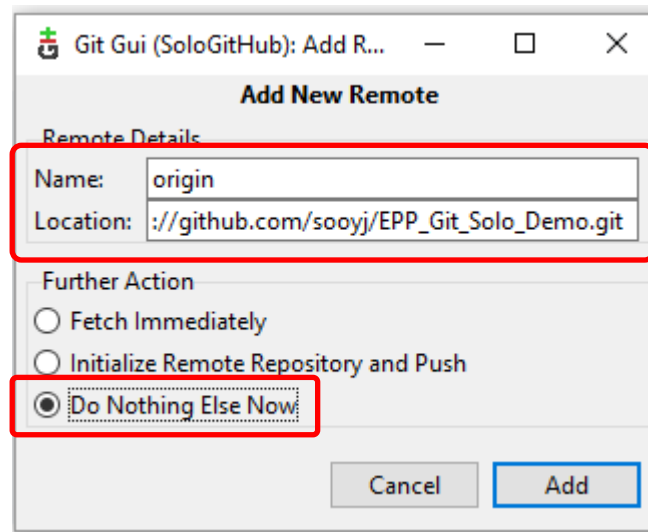 Git Gui (SoloGitHub): Add R...
Add New Remote
Remote Details
Name: origin
Location: ://github.com/sooyj/EPP_Git_Solo_Demo.git
Further Action
Fetch Immediately
Initialize Remote Repository and Push
Do Nothing Else Now
Cancel Add